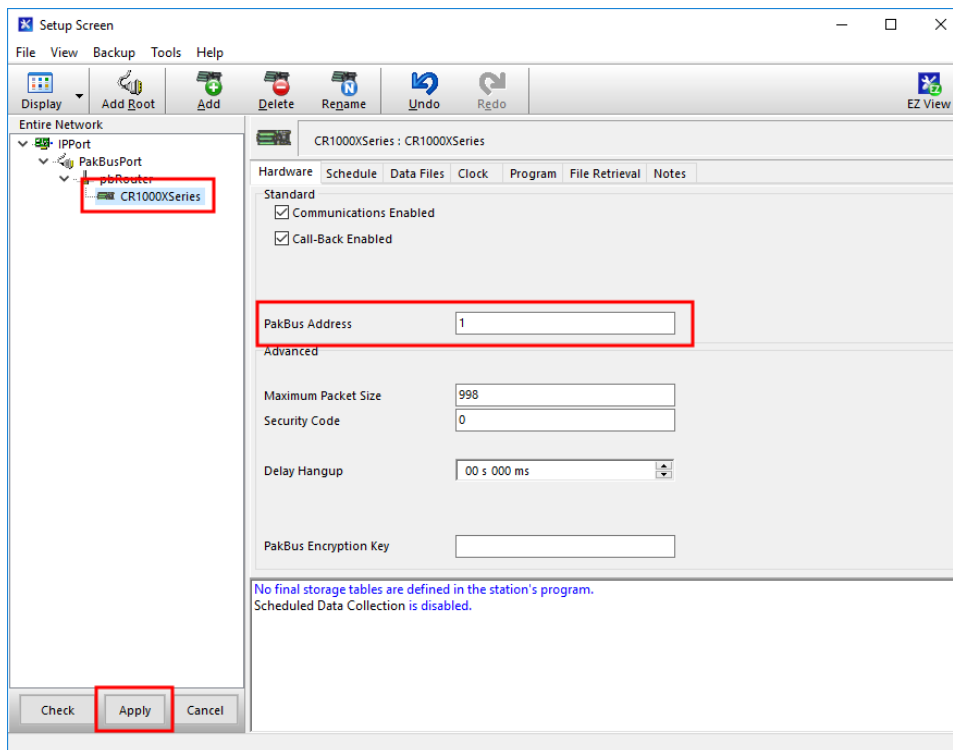 Setup Screen
File View Backup Tools Help
Display Add Root Add Delete Rename Undo Redo EZ View
Entire Network
IPPort
PakBusPort
pbRouter
CR1000XSeries
CR1000XSeries : CR1000XSeries
Hardware Schedule Data Files Clock Program File Retrieval Notes
Standard
Communications Enabled
Call-Back Enabled
PakBus Address 1
Advanced
Maximum Packet Size 998
Security Code 0
Delay Hangup 00 s 000 ms
PakBus Encryption Key
No final storage tables are defined in the station's program.
Scheduled Data Collection is disabled.
Check Apply Cancel